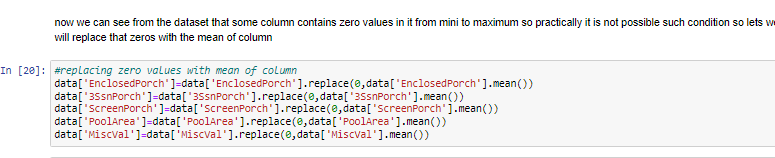 now we can see from the dataset that some column contains zero values in it from mini to maximum so practically it is not possible such condition so lets
will replace that zeros with the mean of column
In [20]: #replacing zero values with mean of column
data['EnclosedPorch']=data['EnclosedPorch'].replace(0,data['EnclosedPorch'].mean())
data['3SsnPorch']=data['3SsnPorch'].replace(0,data['3SsnPorch'].mean())
data['ScreenPorch']=data['ScreenPorch'].replace(0,data['ScreenPorch'].mean())
data['PoolArea']=data['PoolArea'].replace(0,data['PoolArea'].mean())
data['MiscVal']=data['MiscVal'].replace(0,data['MiscVal'].mean())